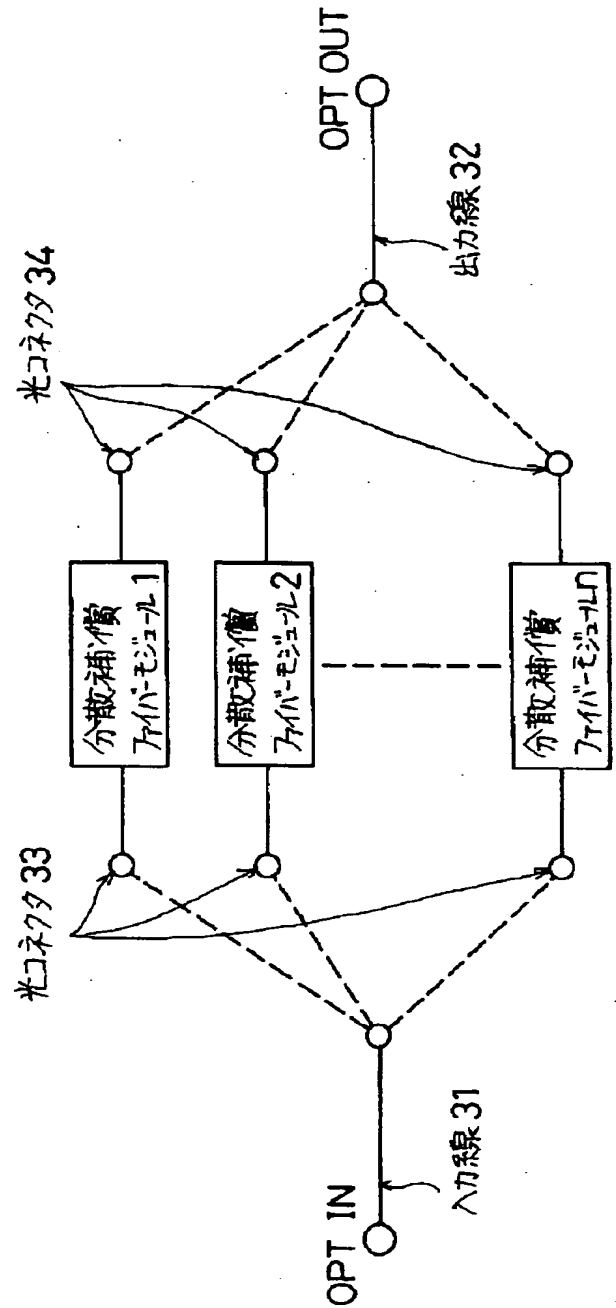 光コネクタ33
光コネクタ34
分散補償
ファイバーモジュール1
分散補償
ファイバーモジュール2
分散補償
ファイバーモジュールn
OPT IN
入力線31
出力線32
OPT OUT